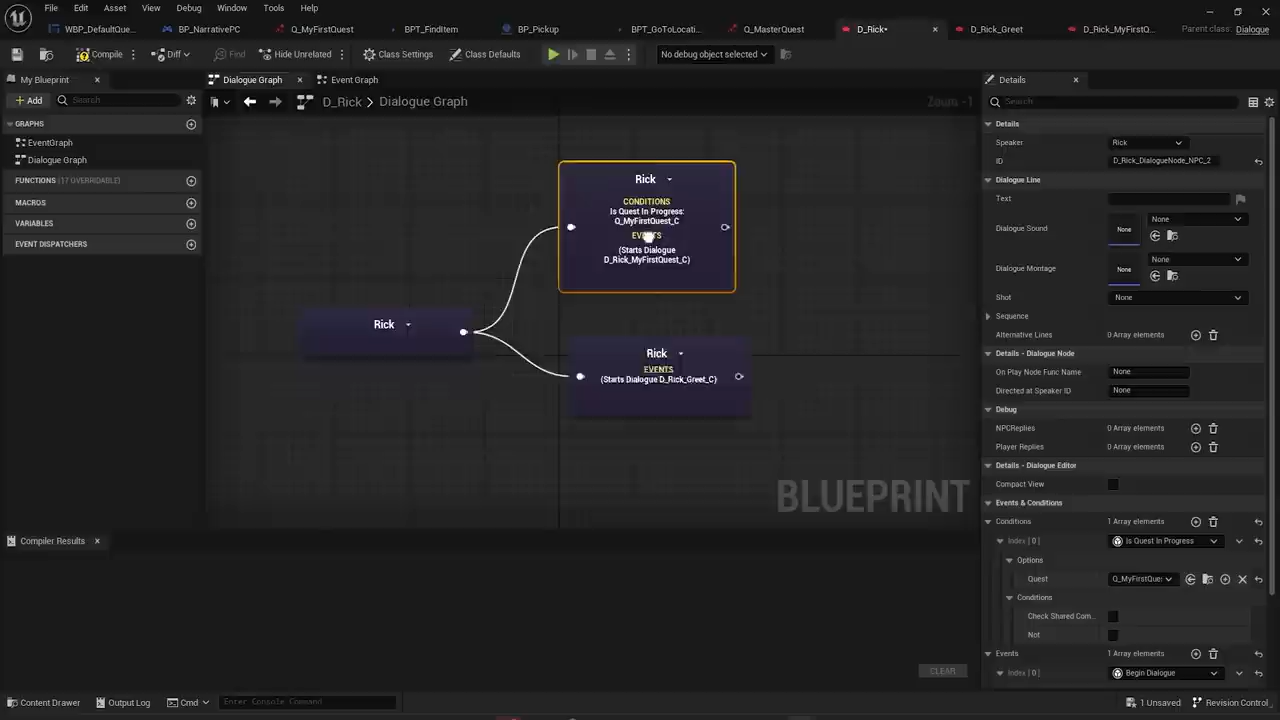 File Edit Asset View Debug Window Tools Help
WBP_DefaultQue... BP_NarrativePC Q_MyFirstQuest BPT_FindItem BP_Pickup BPT_GoToLocati... Q_MasterQuest D_Rick* D_Rick_Greet D_Rick_MyFirstQ... Parent class: Dialogue
Compile Diff Find Hide Unrelated Class Settings Class Defaults No debug object selected
My Blueprint
Add Search
GRAPHS
EventGraph
Dialogue Graph
FUNCTIONS (17 OVERRIDABLE)
MACROS
VARIABLES
EVENT DISPATCHERS
Dialogue Graph Event Graph
D_Rick > Dialogue Graph Zoom -1
Rick
CONDITIONS
Is Quest In Progress:
Q_MyFirstQuest_C
EVENTS
(Starts Dialogue
D_Rick_MyFirstQuest_C)
Rick
Rick
EVENTS
(Starts Dialogue D_Rick_Greet_C)
BLUEPRINT
Compiler Results
CLEAR
Details
Search
Details
Speaker Rick
ID D_Rick_DialogueNode_NPC_2
Dialogue Line
Text
Dialogue Sound None None
Dialogue Montage None None
Shot None
Sequence
Alternative Lines 0 Array elements
Details - Dialogue Node
On Play Node Func Name None
Directed at Speaker ID None
Debug
NPCReplies 0 Array elements
Player Replies 0 Array elements
Details - Dialogue Editor
Compact View
Events & Conditions
Conditions 1 Array elements
Index [ 0 ] Is Quest In Progress
Options
Quest Q_MyFirstQue:
Conditions
Check Shared Com...
Not
Events 1 Array elements
Index [ 0 ] Begin Dialogue
Content Drawer Output Log Cmd Enter Console Command 1 Unsaved Revision Control